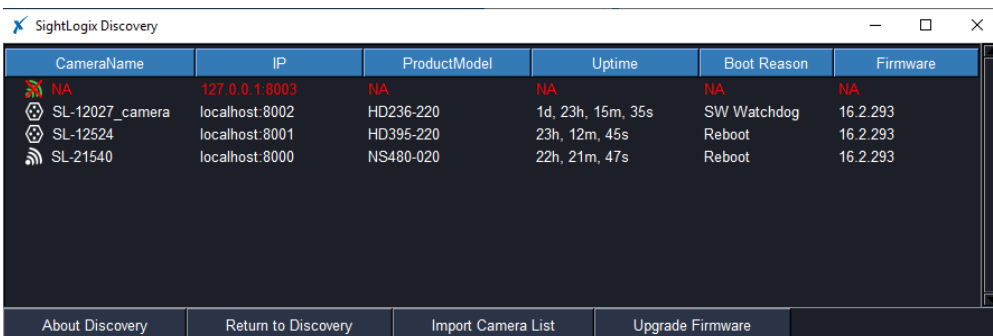 SightLogix Discovery
CameraName IP ProductModel Uptime Boot Reason Firmware
NA 127.0.0.1:8003 NA NA NA NA
SL-12027_camera localhost:8002 HD236-220 1d, 23h, 15m, 35s SW Watchdog 16.2.293
SL-12524 localhost:8001 HD395-220 23h, 12m, 45s Reboot 16.2.293
SL-21540 localhost:8000 NS480-020 22h, 21m, 47s Reboot 16.2.293
About Discovery Return to Discovery Import Camera List Upgrade Firmware